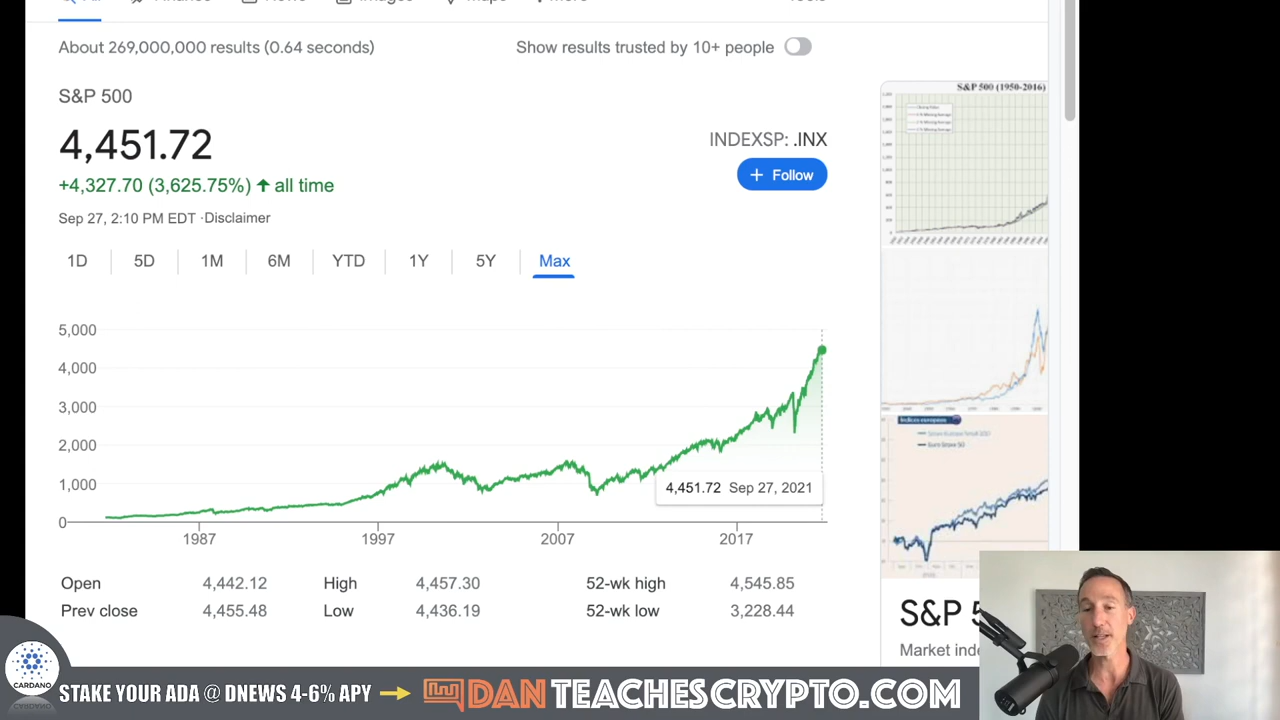 About 269,000,000 results (0.64 seconds)
Show results trusted by 10+ people
S&P 500
4,451.72
+4,327.70 (3,625.75%) ↑ all time
Sep 27, 2:10 PM EDT ·Disclaimer
INDEXSP: .INX
+ Follow
1D 5D 1M 6M YTD 1Y 5Y Max
5,000
4,000
3,000
2,000
1,000
0
4,451.72 Sep 27, 2021
1987 1997 2007 2017
Open 4,442.12 High 4,457.30 52-wk high 4,545.85
Prev close 4,455.48 Low 4,436.19 52-wk low 3,228.44
S&P 500 (1950-2016)
S&P 5
Market inde
CARDANO
STAKE YOUR ADA @ DNEWS 4-6% APY
DANTEACHESCRYPTO.COM